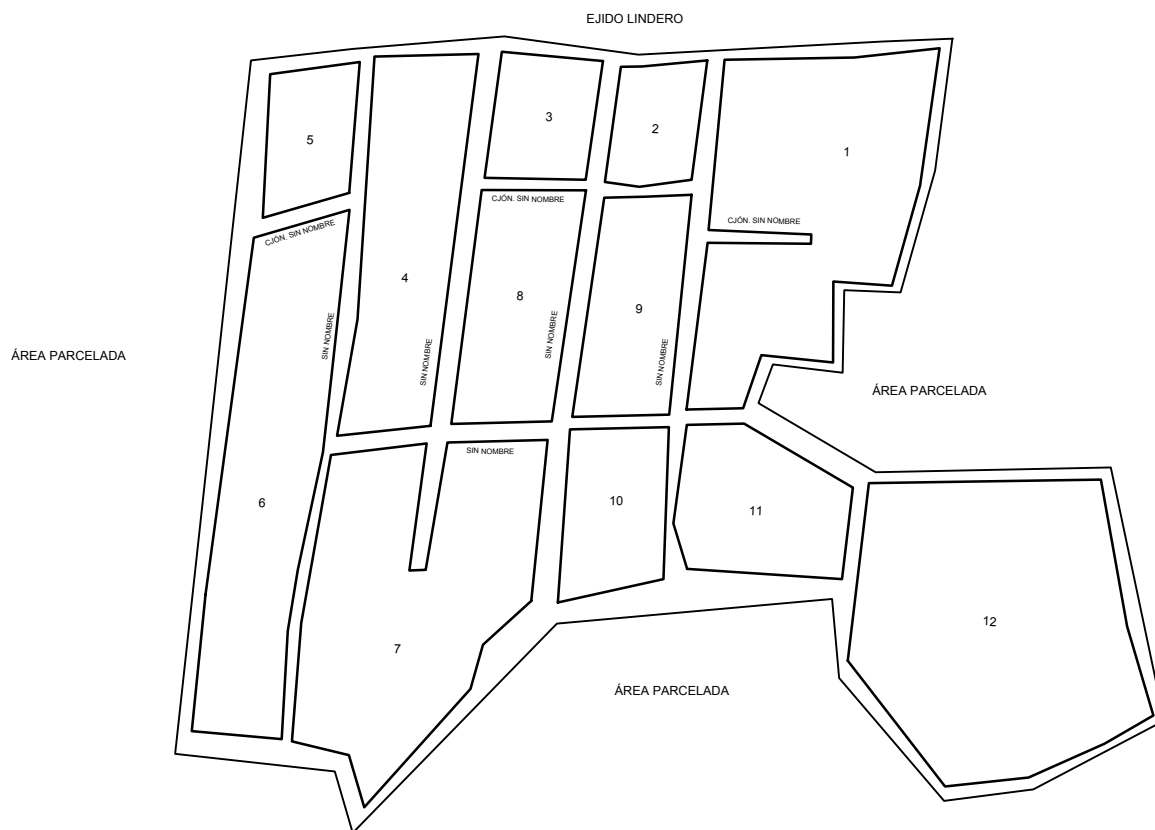 EJIDO LINDERO
3
2
5
1
CJÓN. SIN NOMBRE
CJÓN. SIN NOMBRE
CJÓN. SIN NOMBRE
4
8
9
SIN NOMBRE
SIN NOMBRE
SIN NOMBRE
SIN NOMBRE
ÁREA PARCELADA
ÁREA PARCELADA
SIN NOMBRE
6
10
11
12
7
ÁREA PARCELADA